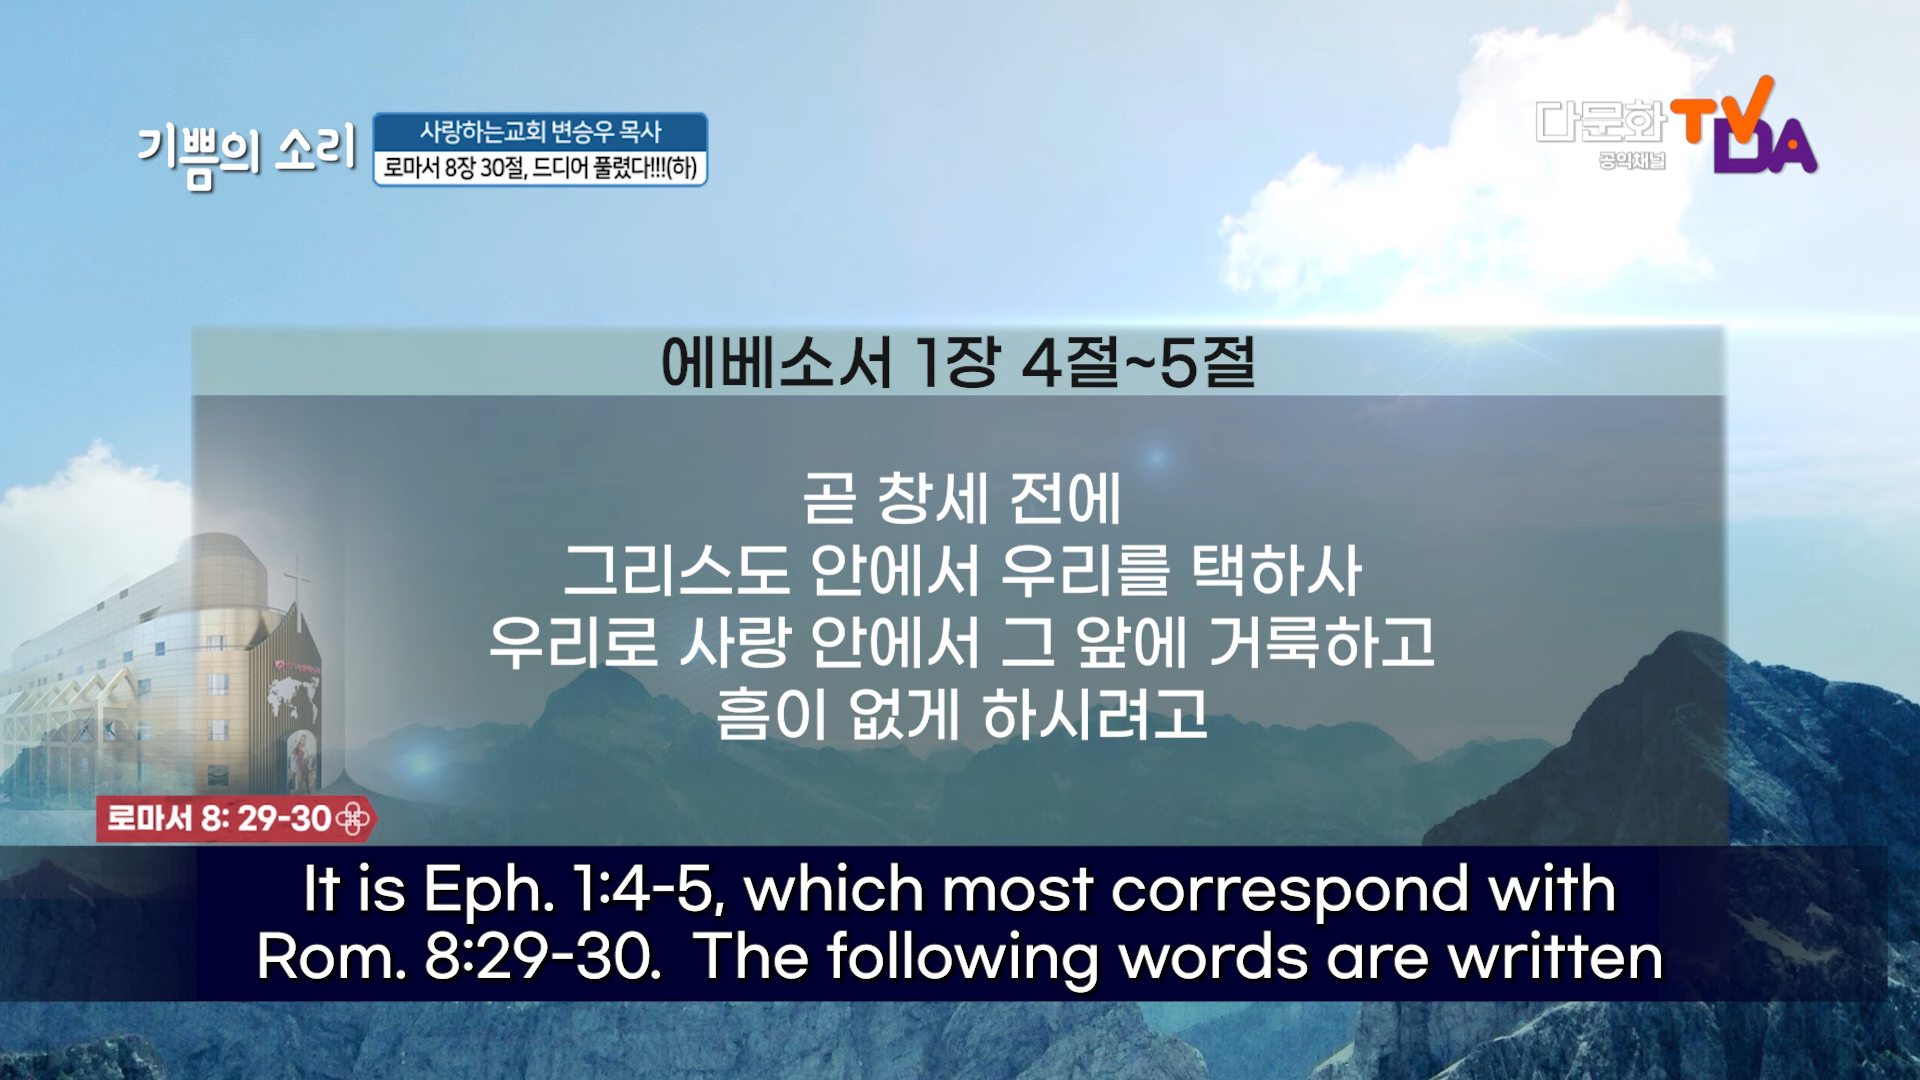 기쁨의 소리
사랑하는교회 변승우 목사
로마서 8장 30절, 드디어 풀렸다!!!(하)
다문화 TV
공익채널
DA
에베소서 1장 4절~5절
곧 창세 전에
그리스도 안에서 우리를 택하사
우리로 사랑 안에서 그 앞에 거룩하고
흠이 없게 하시려고
로마서 8: 29-30
It is Eph. 1:4-5, which most correspond with
Rom. 8:29-30. The following words are written